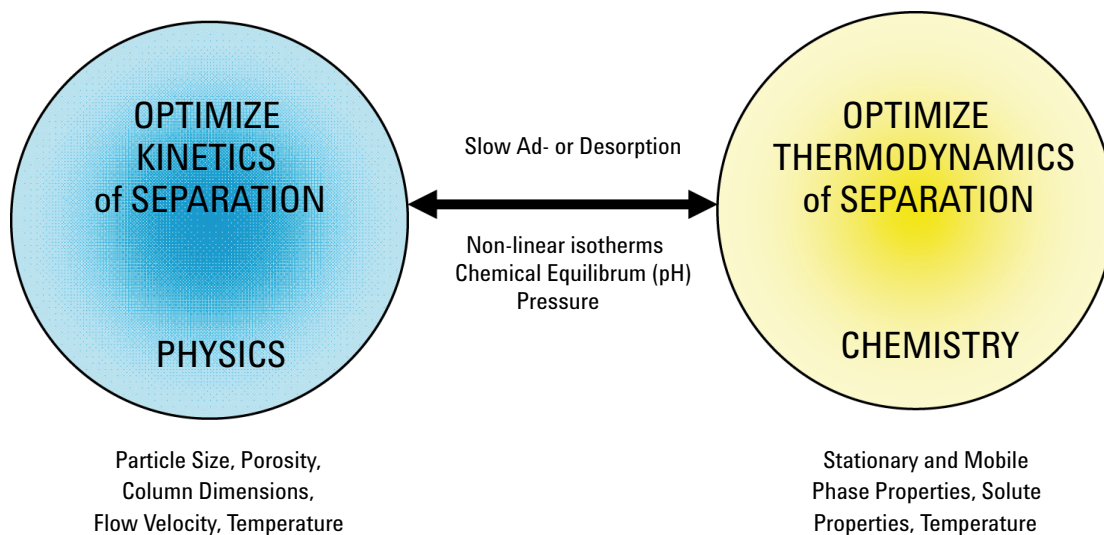 OPTIMIZE
KINETICS
of SEPARATION
PHYSICS
Particle Size, Porosity,
Column Dimensions,
Flow Velocity, Temperature
Slow Ad- or Desorption
Non-linear isotherms
Chemical Equilibrum (pH)
Pressure
OPTIMIZE
THERMODYNAMICS
of SEPARATION
CHEMISTRY
Stationary and Mobile
Phase Properties, Solute
Properties, Temperature